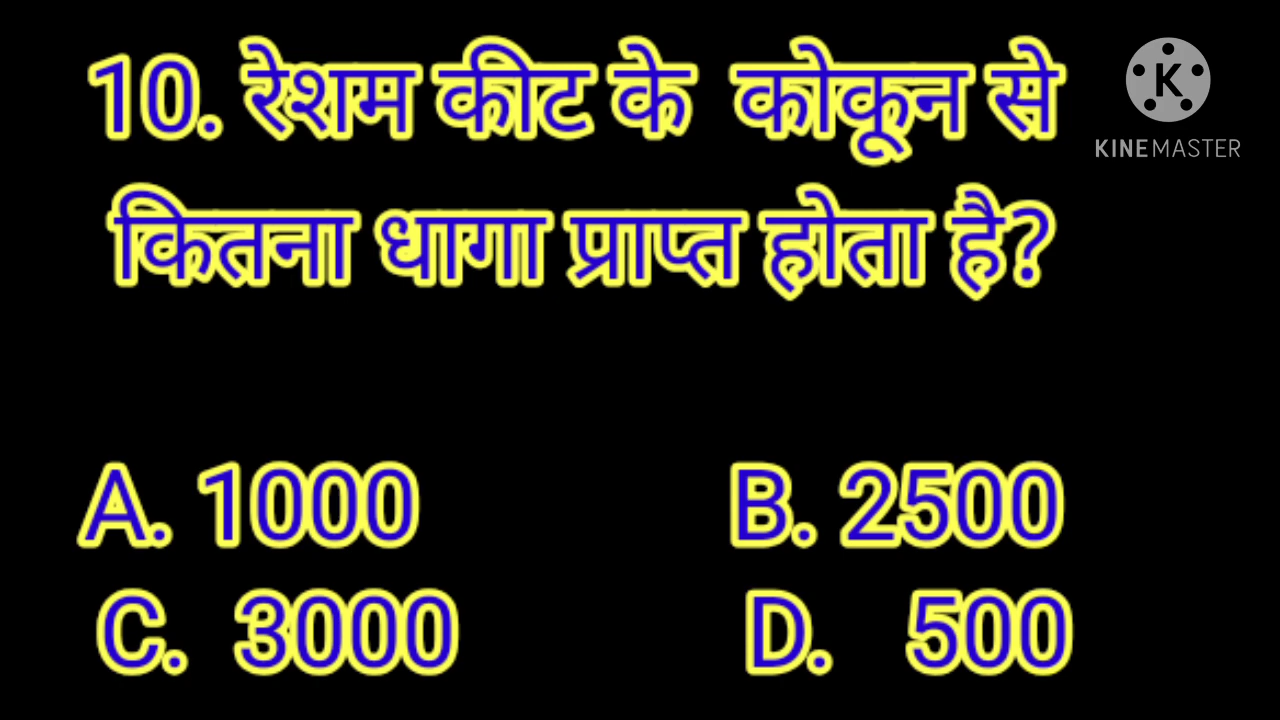 10. रेशम कीट के कोकून से
कितना धागा प्राप्त होता है?
A. 1000 B. 2500
C. 3000 D. 500
K
KINEMASTER